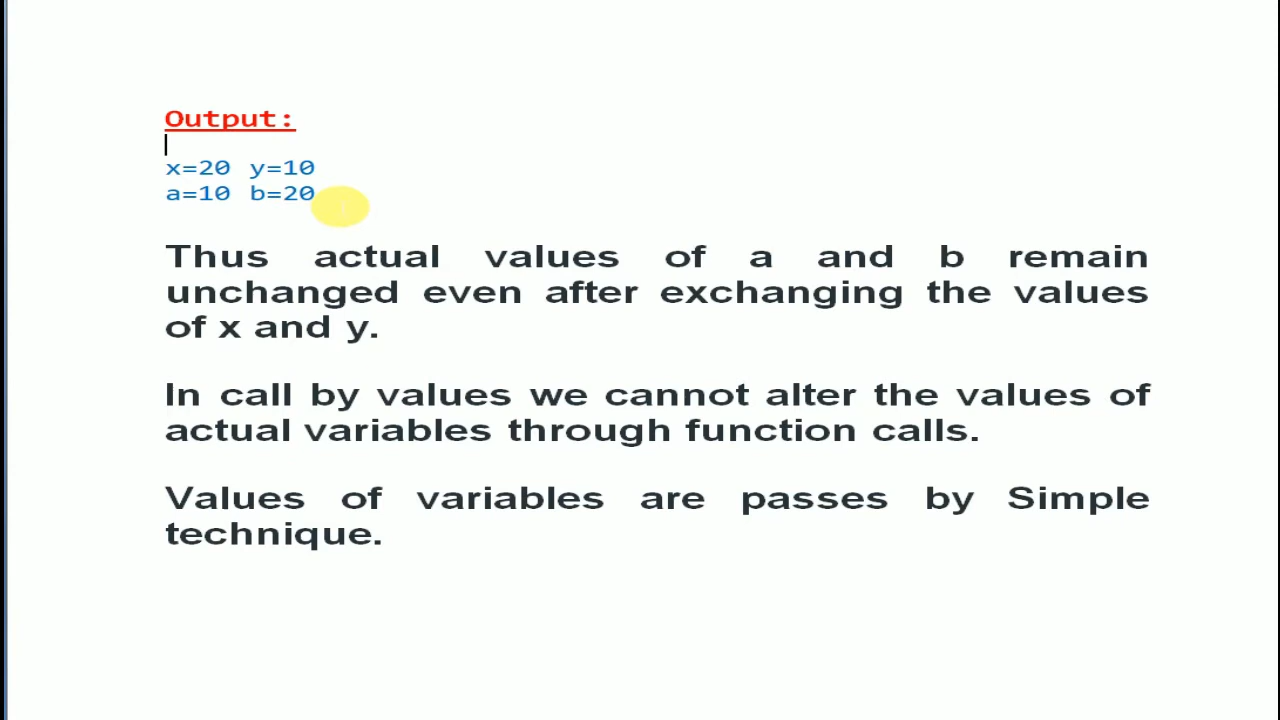 Output:
x=20 y=10
a=10 b=20
Thus actual values of a and b remain
unchanged even after exchanging the values
of x and y.
In call by values we cannot alter the values of
actual variables through function calls.
Values of variables are passes by Simple
technique.